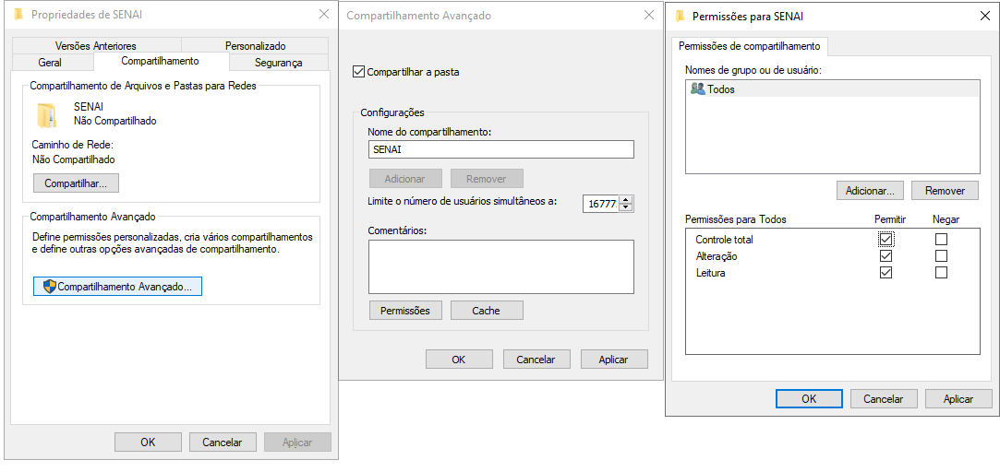 Propriedades de SENAI
Versões Anteriores
Personalizado
Geral
Compartilhamento
Segurança
Compartilhamento de Arquivos e Pastas para Redes
SENAI
Não Compartilhado
Caminho de Rede:
Não Compartilhado
Compartilhar...
Compartilhamento Avançado
Define permissões personalizadas, cria vários compartilhamentos
e define outras opções avançadas de compartilhamento.
Compartilhamento Avançado...
OK
Cancelar
Aplicar
Compartilhamento Avançado
Compartilhar a pasta
Configurações
Nome do compartilhamento:
SENAI
Adicionar
Remover
Limite o número de usuários simultâneos a:
16777
Comentários:
Permissões
Cache
OK
Cancelar
Aplicar
Permissões para SENAI
Permissões de compartilhamento
Nomes de grupo ou de usuário:
Todos
Adicionar...
Remover
Permissões para Todos
Permitir
Negar
Controle total
Alteração
Leitura
OK
Cancelar
Aplicar